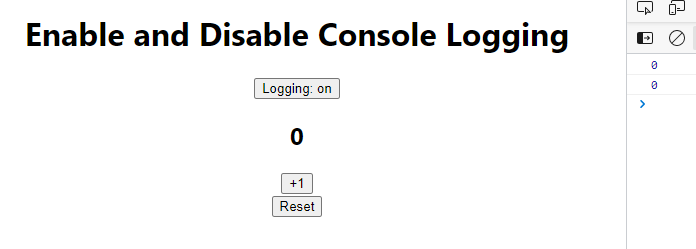 Enable and Disable Console Logging
Logging: on
0
+1
Reset
0
0